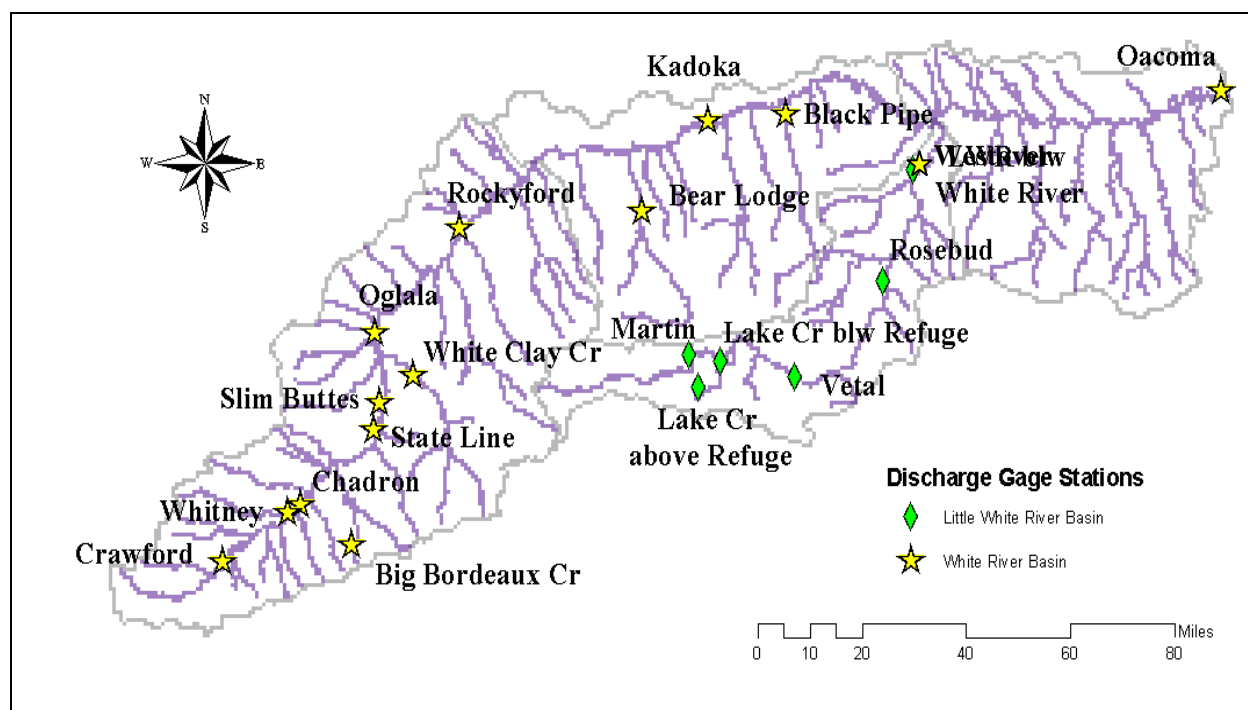 Oacoma
Kadoka
Black Pipe
N
W
E
S
White River
Rockyford
Bear Lodge
Rosebud
Oglala
Martin
Lake Cr blw Refuge
White Clay Cr
Vetal
Slim Buttes
State Line
Lake Cr
above Refuge
Chadron
Whitney
Crawford
Big Bordeaux Cr
Discharge Gage Stations
Little White River Basin
White River Basin
Miles
0 10 20 40 60 80